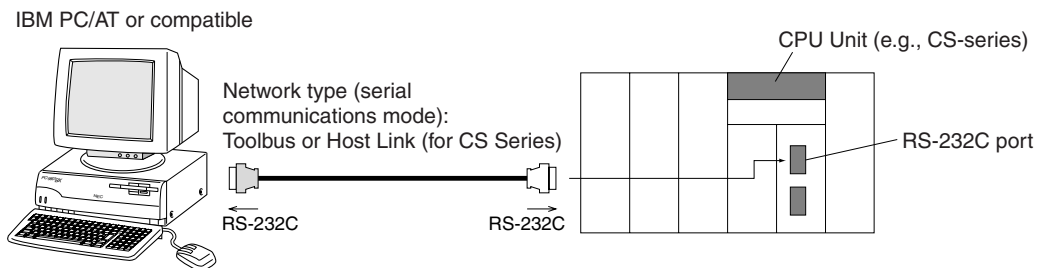 IBM PC/AT or compatible
CPU Unit (e.g., CS-series)
Network type (serial
communications mode):
Toolbus or Host Link (for CS Series)
RS-232C port
RS-232C
RS-232C